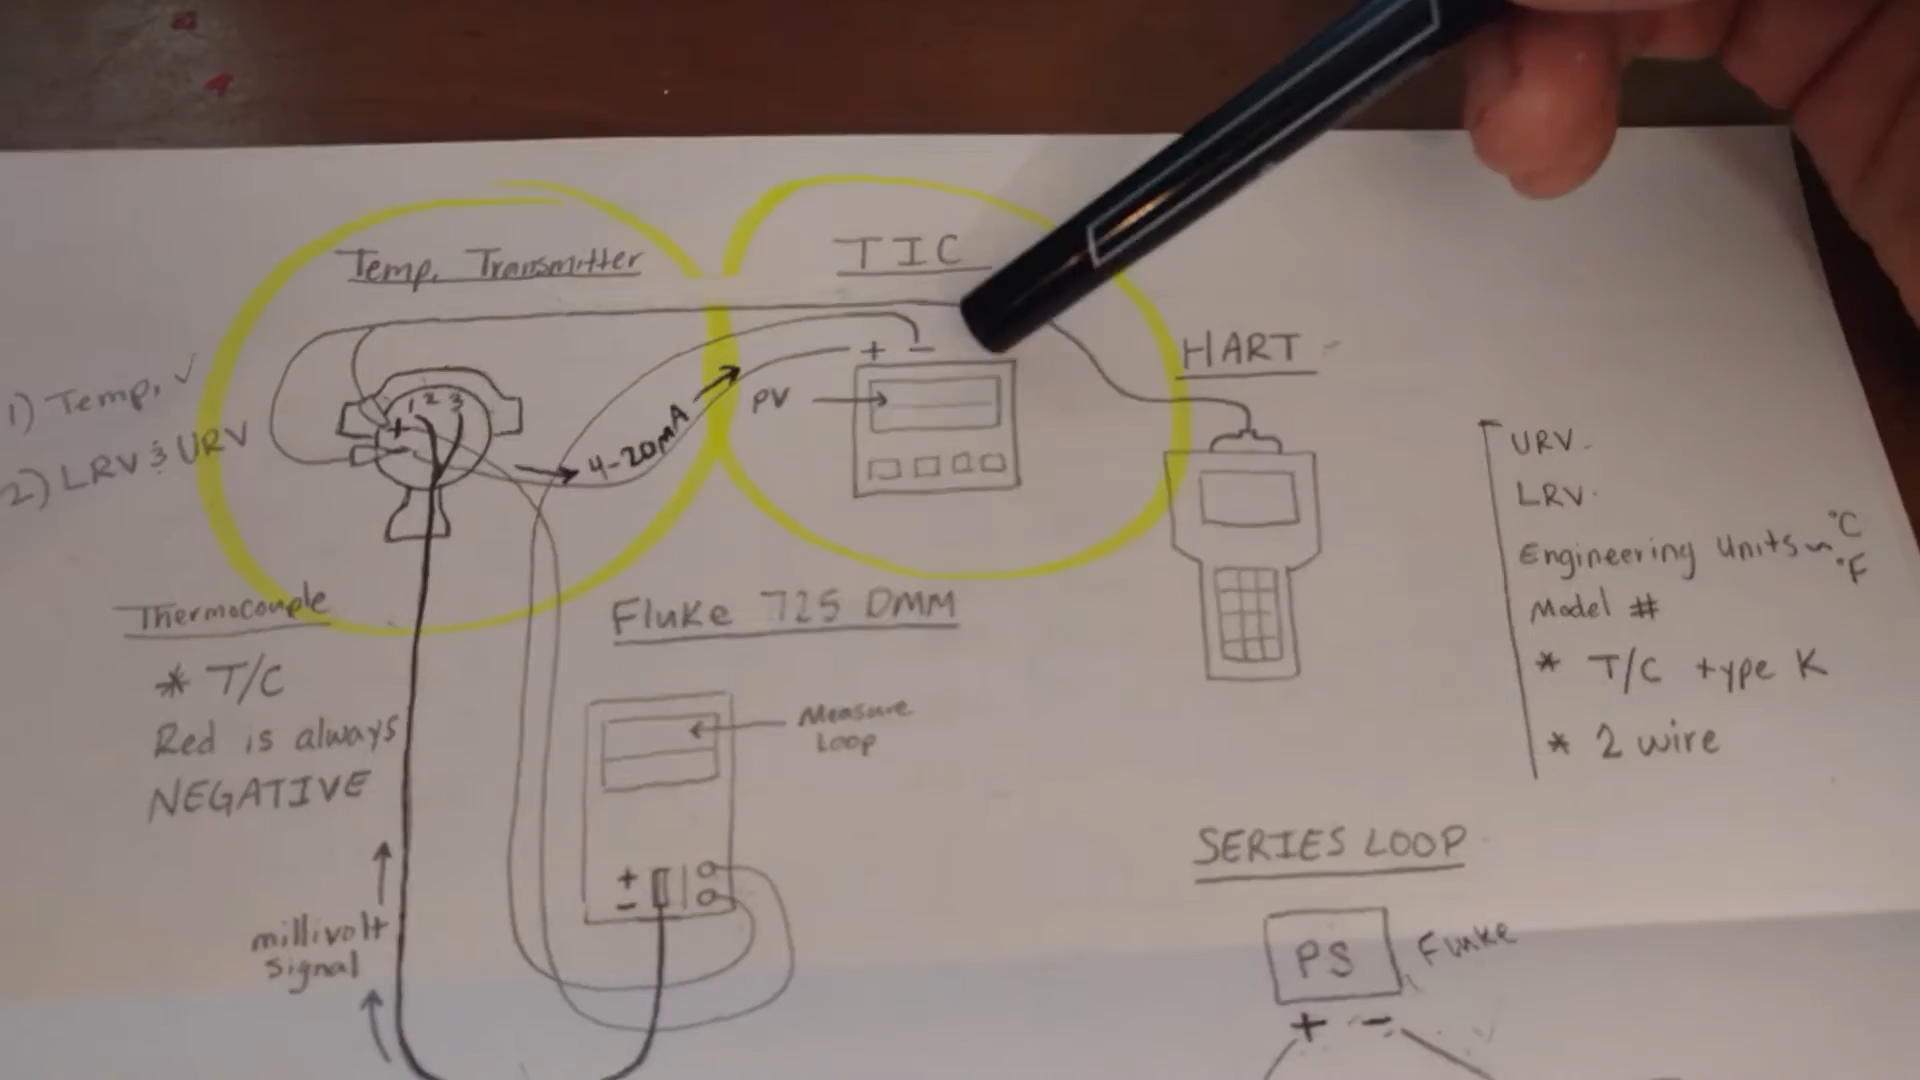 Temp. Transmitter
TIC
1) Temp. ✓
2) LRV & URV
+ 1 2 3
-
4-20mA
+ -
PV
HART
URV
LRV
Engineering Units °C
°F
Model #
* T/C type K
* 2 wire
Thermocouple
* T/C
Red is always
NEGATIVE
Fluke 725 DMM
Measure
Loop
+
-
millivolt
signal
SERIES LOOP
PS
Fluke
+ -